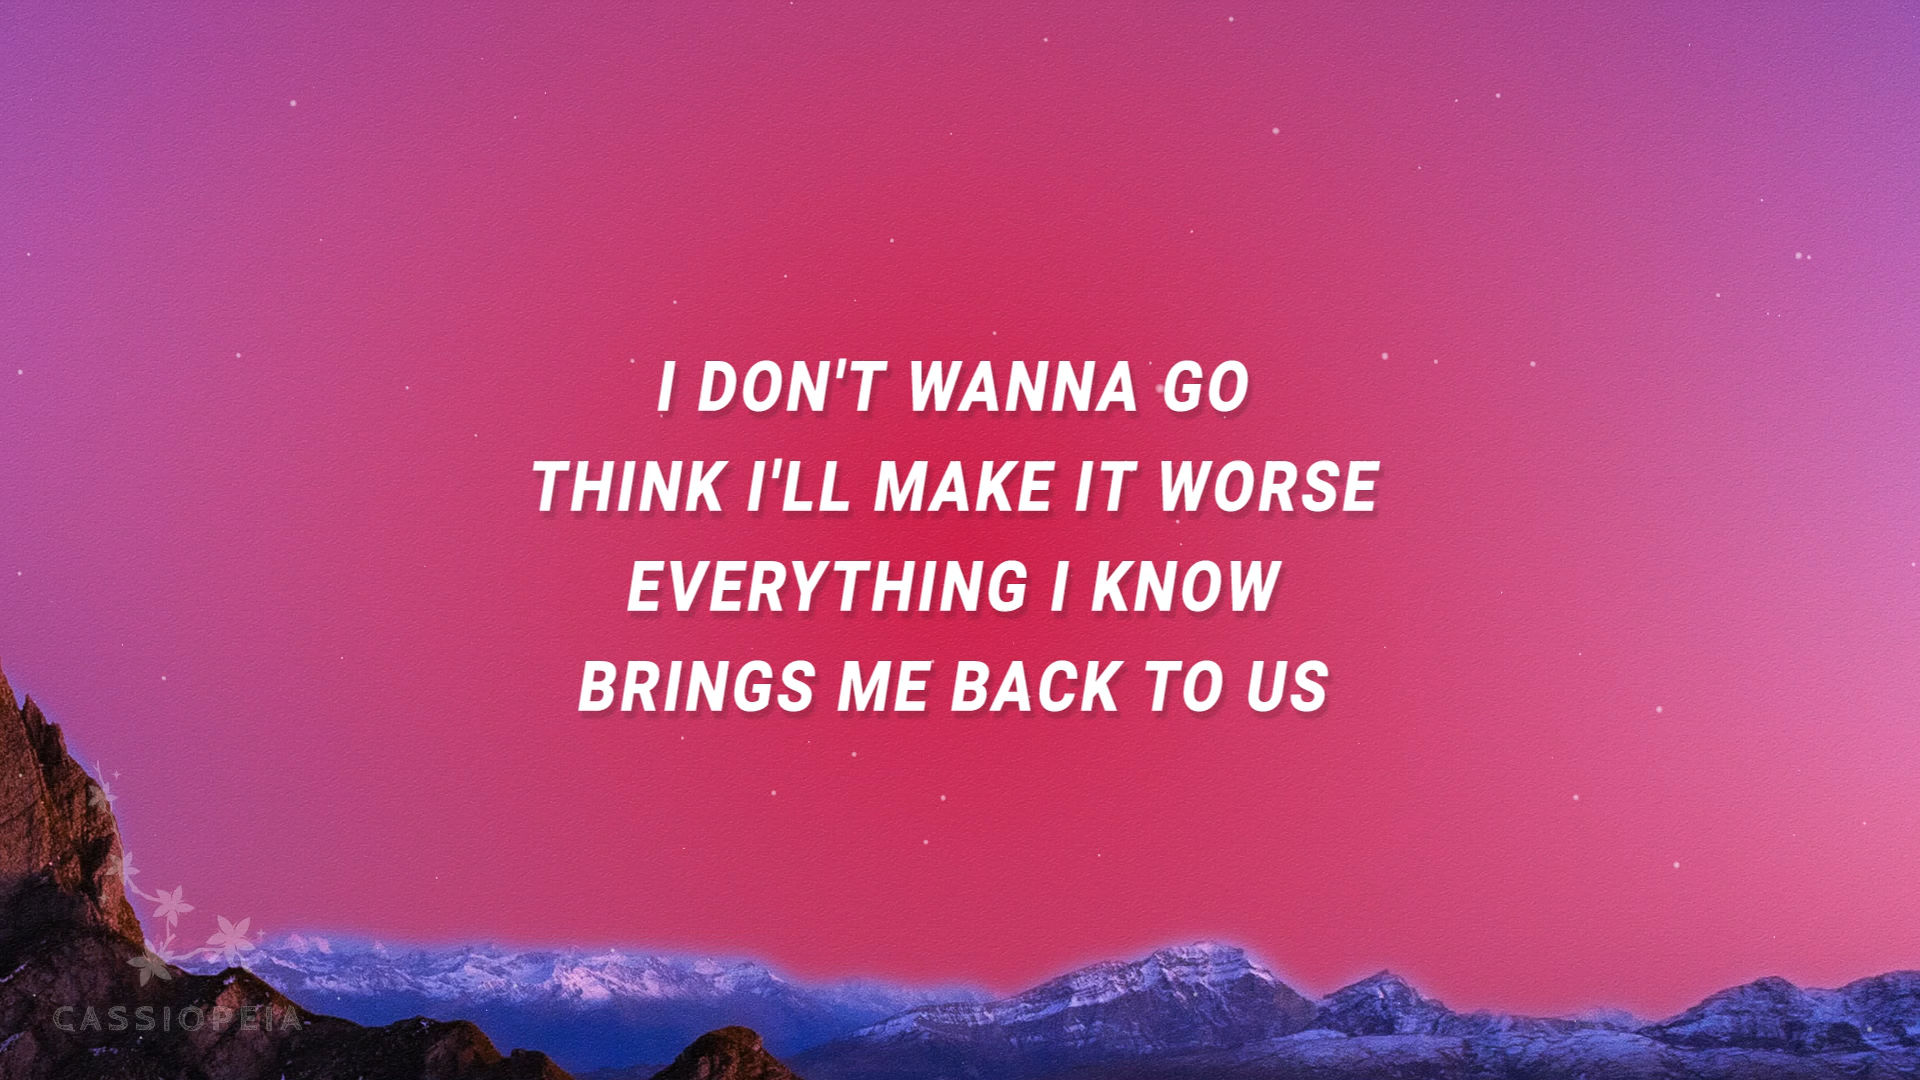 I DON'T WANNA GO
THINK I'LL MAKE IT WORSE
EVERYTHING I KNOW
BRINGS ME BACK TO US
CASSIOPEIA